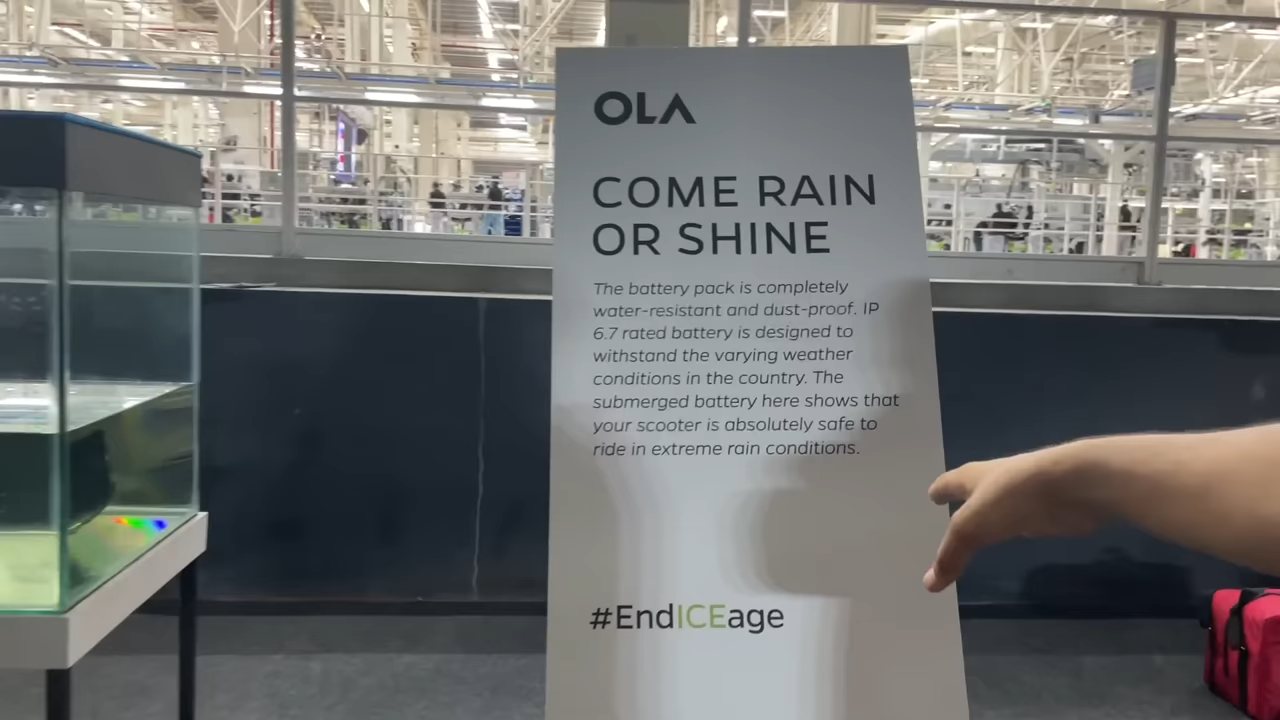 OLA
COME RAIN
OR SHINE
The battery pack is completely
water-resistant and dust-proof. IP
6.7 rated battery is designed to
withstand the varying weather
conditions in the country. The
submerged battery here shows that
your scooter is absolutely safe to
ride in extreme rain conditions.
#EndICEage